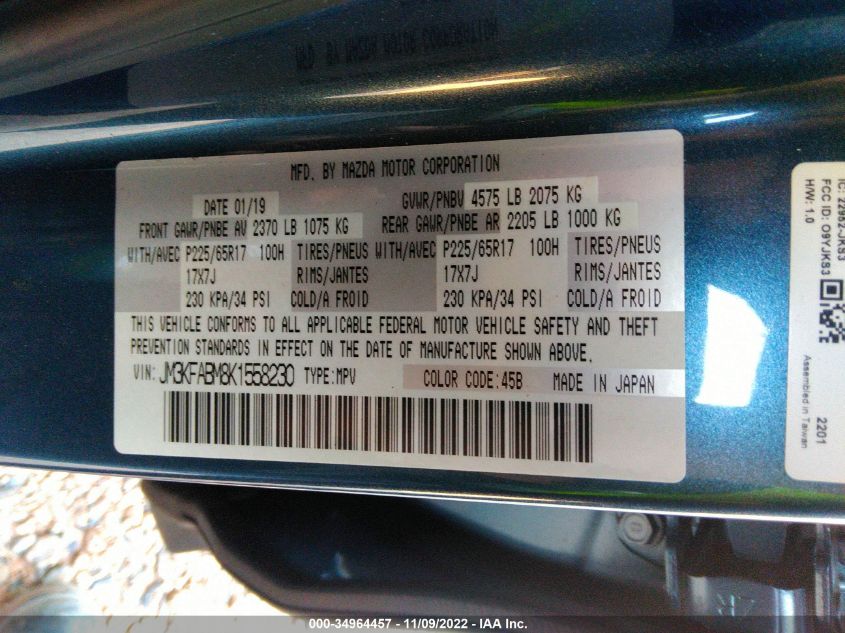 MFD. BY MAZDA MOTOR CORPORATION
DATE 01/19 GVWR/PNBV 4575 LB 2075 KG
FRONT GAWR/PNBE AV 2370 LB 1075 KG REAR GAWR/PNBE AR 2205 LB 1000 KG
WITH/AVEC P225/65R17 100H TIRES/PNEUS WITH/AVEC P225/65R17 100H TIRES/PNEUS
17X7J RIMS/JANTES 17X7J RIMS/JANTES
230 KPA/34 PSI COLD/A FROID 230 KPA/34 PSI COLD/A FROID
THIS VEHICLE CONFORMS TO ALL APPLICABLE FEDERAL MOTOR VEHICLE SAFETY AND THEFT
PREVENTION STANDARDS IN EFFECT ON THE DATE OF MANUFACTURE SHOWN ABOVE.
VIN: JM3KFABM8K1558230 TYPE:MPV COLOR CODE:45B MADE IN JAPAN
FCC ID: O9YJKS3
H/W: 1.0
2201
Assembled in Taiwan
000-34964457 - 11/09/2022 - IAAI.COM